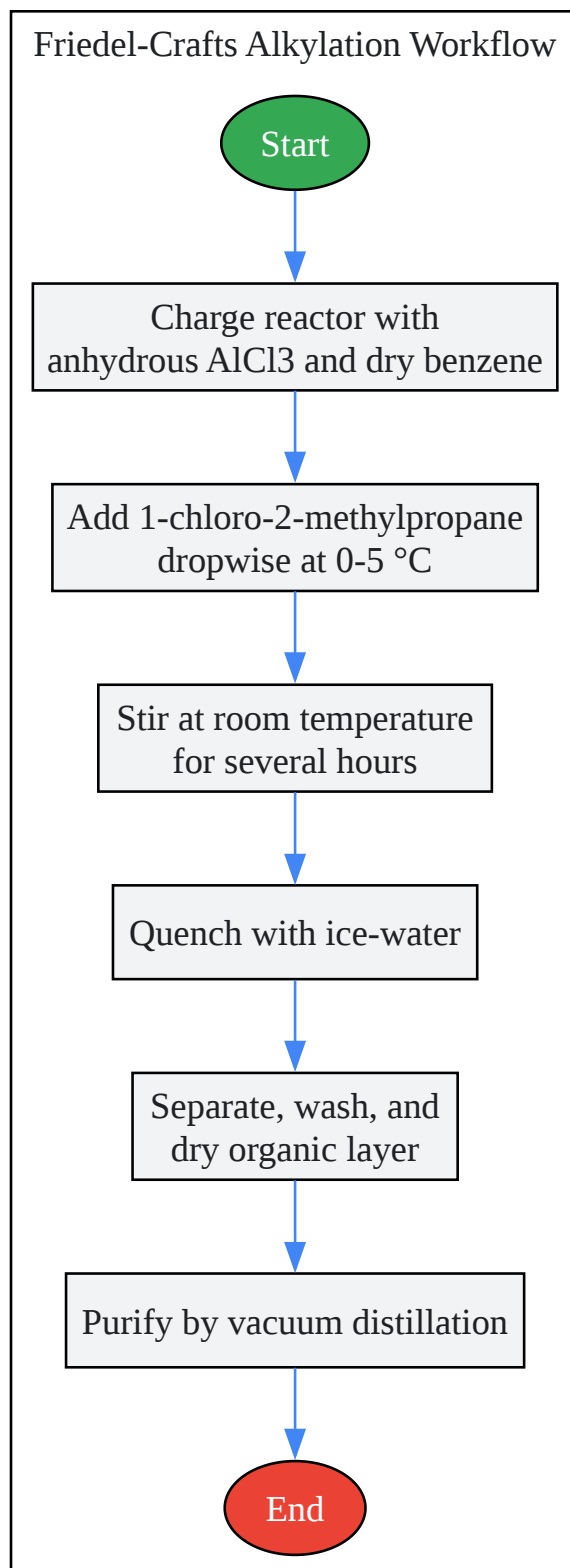 Friedel-Crafts Alkylation Workflow
Start
Charge reactor with
anhydrous AlCl3 and dry benzene
Add 1-chloro-2-methylpropane
dropwise at 0-5 °C
Stir at room temperature
for several hours
Quench with ice-water
Separate, wash, and
dry organic layer
Purify by vacuum distillation
End